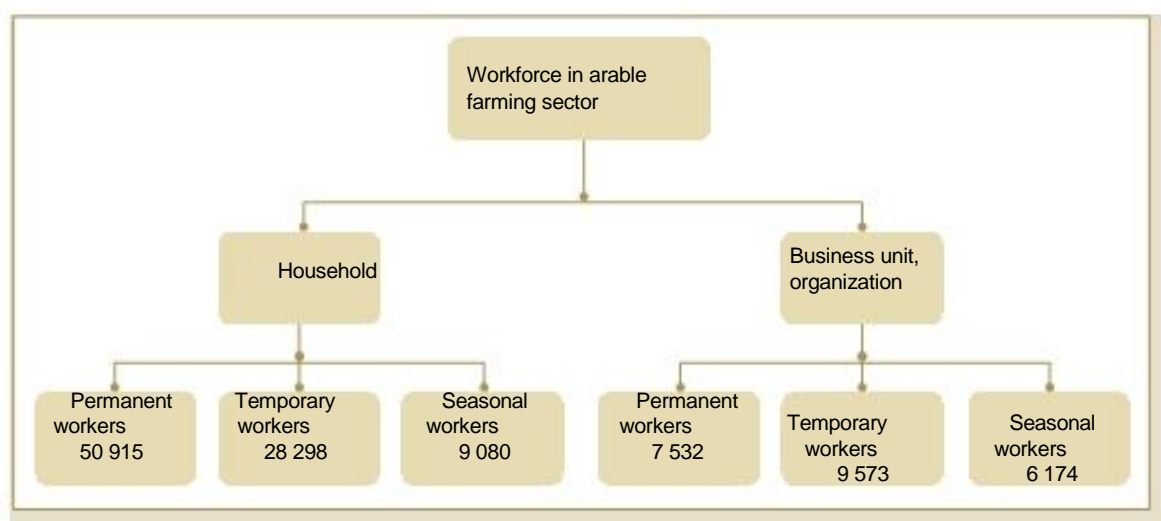 Workforce in arable
farming sector
Household
Business unit,
organization
Permanent
workers
50 915
Temporary
workers
28 298
Seasonal
workers
9 080
Permanent
workers
7 532
Temporary
workers
9 573
Seasonal
workers
6 174